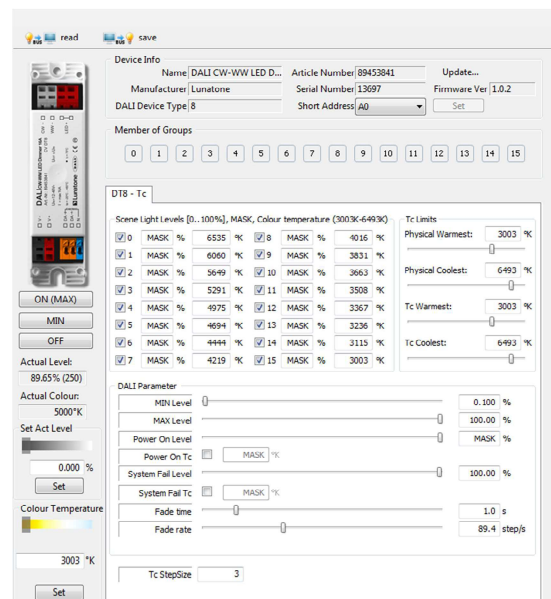 read save
Device Info
Name DALI CW-WW LED D... Article Number 89453841 Update...
Manufacturer Lunatone Serial Number 13697 Firmware Ver 1.0.2
DALI Device Type 8 Short Address A0 Set
Member of Groups
0 1 2 3 4 5 6 7 8 9 10 11 12 13 14 15
DT8 - Tc
Scene Light Levels [0..100%], MASK, Colour temperature (3003K-6493K)
0 MASK % 6535 °K 8 MASK % 4016 °K
1 MASK % 6060 °K 9 MASK % 3831 °K
2 MASK % 5649 °K 10 MASK % 3663 °K
3 MASK % 5291 °K 11 MASK % 3508 °K
4 MASK % 4975 °K 12 MASK % 3367 °K
5 MASK % 4694 °K 13 MASK % 3236 °K
6 MASK % 4444 °K 14 MASK % 3115 °K
7 MASK % 4219 °K 15 MASK % 3003 °K
Tc Limits
Physical Warmest: 3003 °K
Physical Coolest: 6493 °K
Tc Warmest: 3003 °K
Tc Coolest: 6493 °K
ON (MAX)
MIN
OFF
Actual Level:
89.65% (250)
Actual Colour:
5000°K
Set Act Level
0.000 %
Set
Colour Temperature
3003 °K
Set
DALI Parameter
MIN Level 0.100 %
MAX Level 100.00 %
Power On Level MASK %
Power On Tc MASK °K
System Fail Level 100.00 %
System Fail Tc MASK °K
Fade time 1.0 s
Fade rate 89.4 step/s
Tc StepSize 3